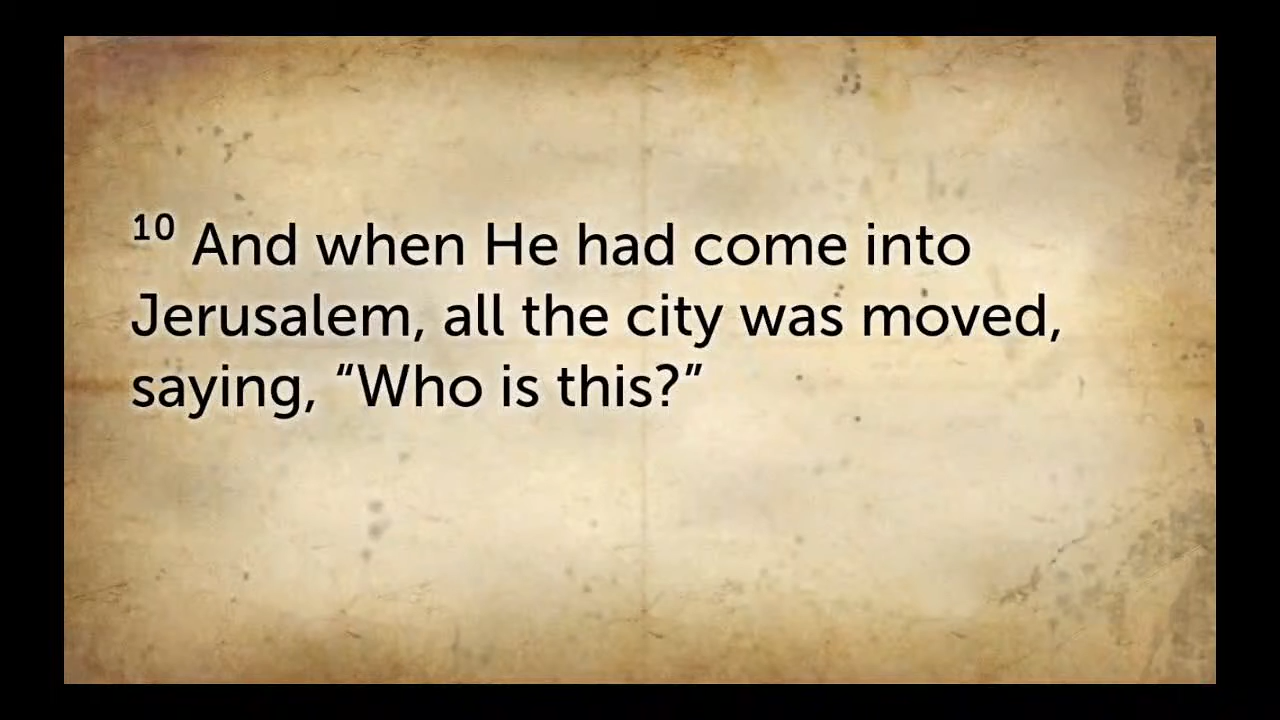 ¹⁰ And when He had come into
Jerusalem, all the city was moved,
saying, “Who is this?”